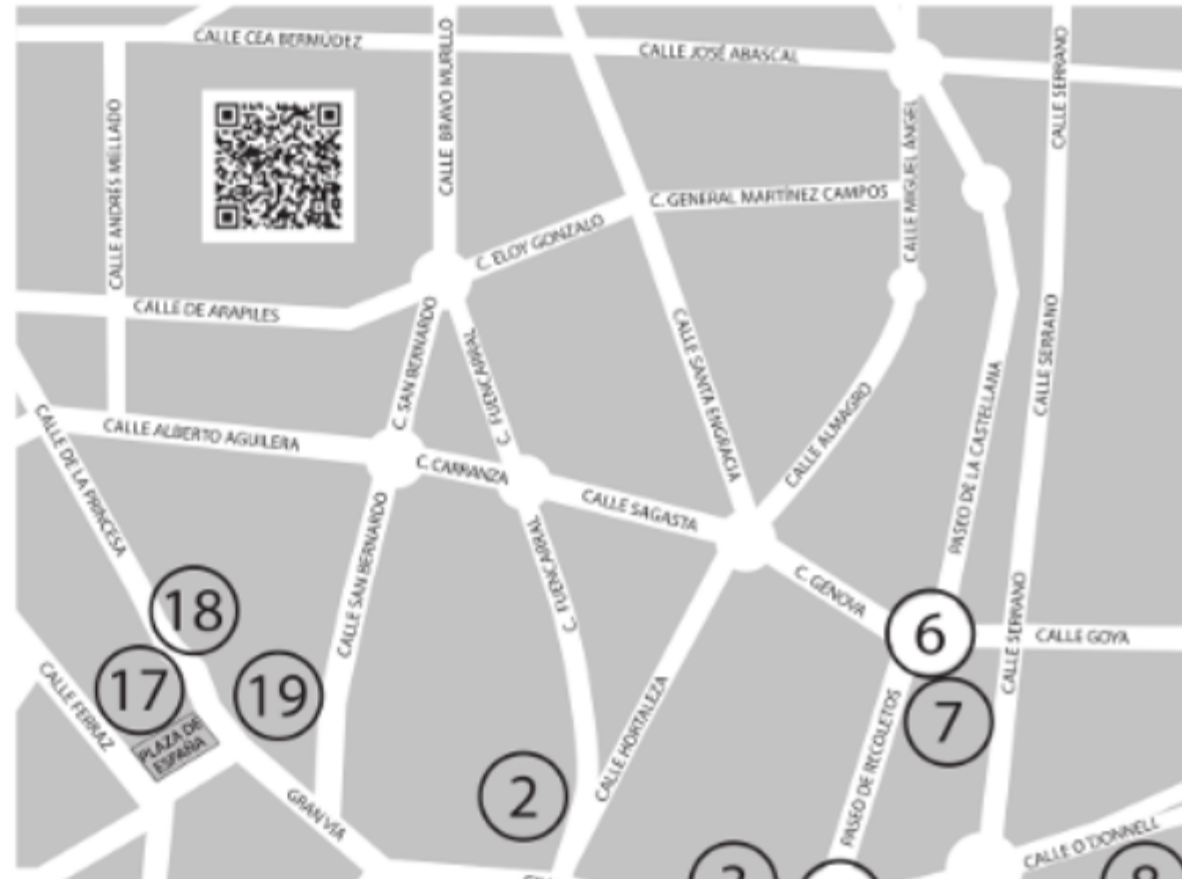 CALLE CEA BERMÚDEZ
CALLE JOSÉ ABASCAL
CALLE BRAVO MURILLO
CALLE SERRANO
CALLE ANDRÉS MELLADO
CALLE MIGUEL ÁNGEL
C. GENERAL MARTÍNEZ CAMPOS
C. ELOY GONZALO
CALLE DE ARAPILES
C. SAN BERNARDO
C. FUENCARRAL
CALLE SANTA ENGRACIA
CALLE ALMAGRO
PASEO DE LA CASTELLANA
CALLE SERRANO
CALLE DE LA PRINCESA
CALLE ALBERTO AGUILERA
C. CARRANZA
CALLE SAGASTA
CALLE SAN BERNARDO
C. FUENCARRAL
C. GÉNOVA
CALLE SERRANO
CALLE GOYA
18
6
17
19
7
CALLE FERRAZ
PLAZA DE
ESPAÑA
CALLE HORTALEZA
PASEO DE RECOLETOS
2
GRAN VÍA
CALLE O'DONNELL
3
8